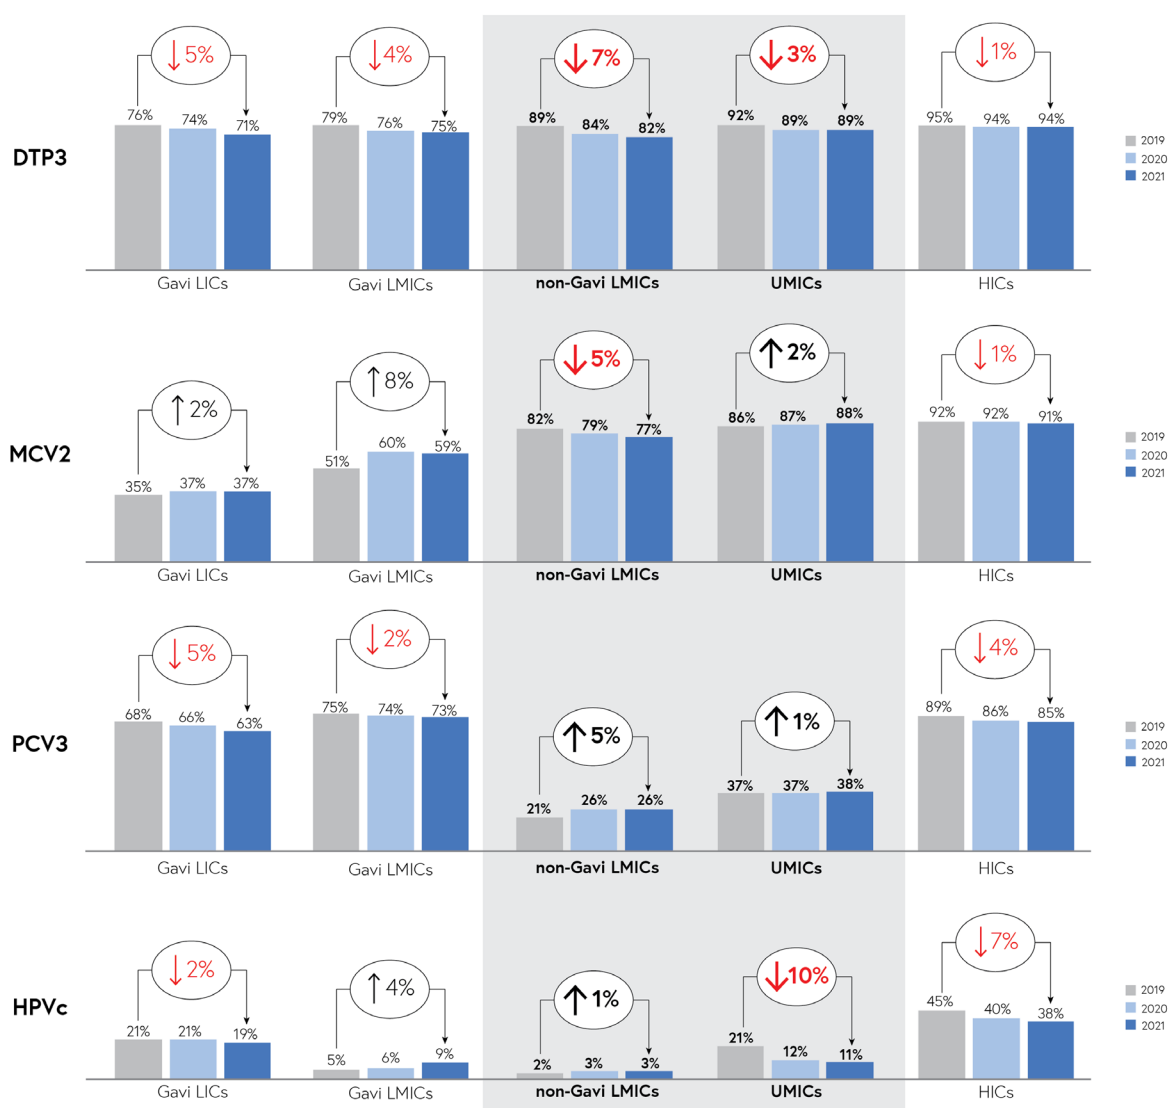 5% 4% 7% 3% 1%
76% 74% 71% 79% 76% 75% 89% 84% 82% 92% 89% 89% 95% 94% 94%
DTP3
2019
2020
2021
Gavi LICs Gavi LMICs non-Gavi LMICs UMICs HICs
2% 8% 5% 2% 1%
35% 37% 37% 51% 60% 59% 82% 79% 77% 86% 87% 88% 92% 92% 91%
MCV2
2019
2020
2021
Gavi LICs Gavi LMICs non-Gavi LMICs UMICs HICs
5% 2% 5% 1% 4%
68% 66% 63% 75% 74% 73% 21% 26% 26% 37% 37% 38% 89% 86% 85%
PCV3
2019
2020
2021
Gavi LICs Gavi LMICs non-Gavi LMICs UMICs HICs
2% 4% 1% 10% 7%
21% 21% 19% 5% 6% 9% 2% 3% 3% 21% 12% 11% 45% 40% 38%
HPVc
2019
2020
2021
Gavi LICs Gavi LMICs non-Gavi LMICs UMICs HICs